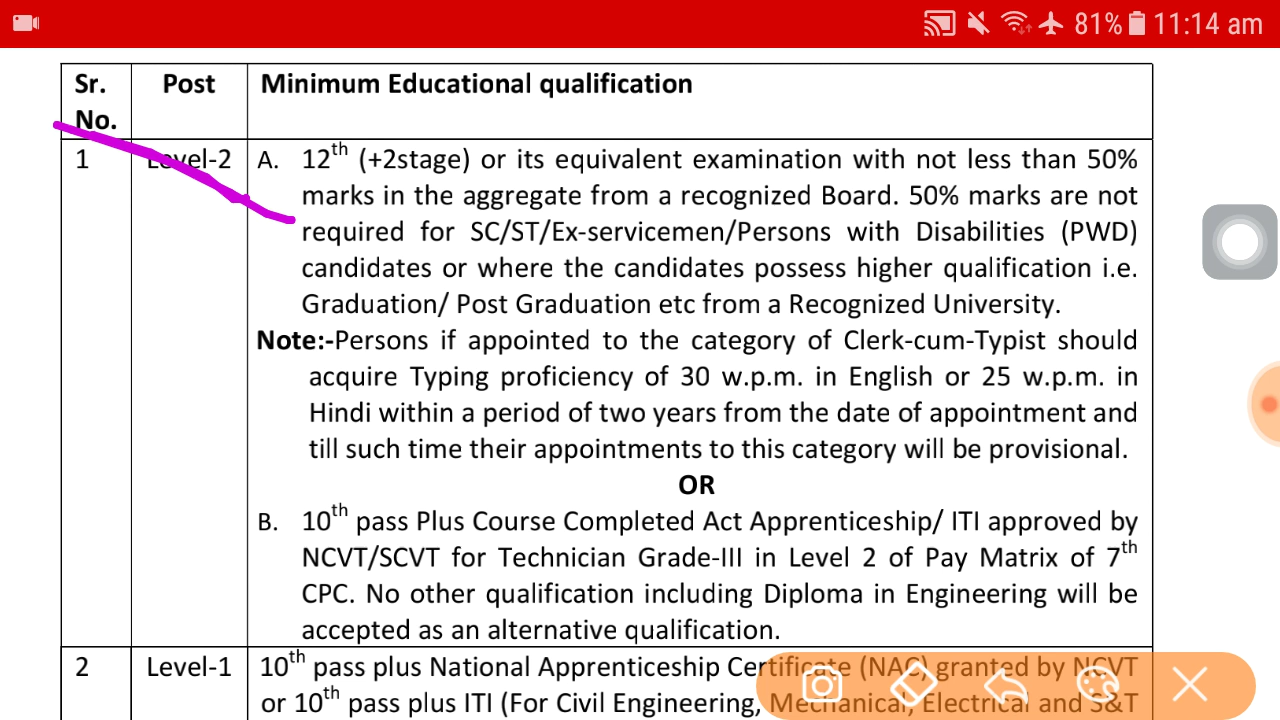 81% 11:14 am
Sr. No. Post Minimum Educational qualification
1 Level-2 A. 12th (+2stage) or its equivalent examination with not less than 50%
marks in the aggregate from a recognized Board. 50% marks are not
required for SC/ST/Ex-servicemen/Persons with Disabilities (PWD)
candidates or where the candidates possess higher qualification i.e.
Graduation/ Post Graduation etc from a Recognized University.
Note:-Persons if appointed to the category of Clerk-cum-Typist should
acquire Typing proficiency of 30 w.p.m. in English or 25 w.p.m. in
Hindi within a period of two years from the date of appointment and
till such time their appointments to this category will be provisional.
OR
B. 10th pass Plus Course Completed Act Apprenticeship/ ITI approved by
NCVT/SCVT for Technician Grade-III in Level 2 of Pay Matrix of 7th
CPC. No other qualification including Diploma in Engineering will be
accepted as an alternative qualification.
2 Level-1 10th pass plus National Apprenticeship Certificate (NAC) granted by NCVT
or 10th pass plus ITI (For Civil Engineering, Mechanical, Electrical and S&T